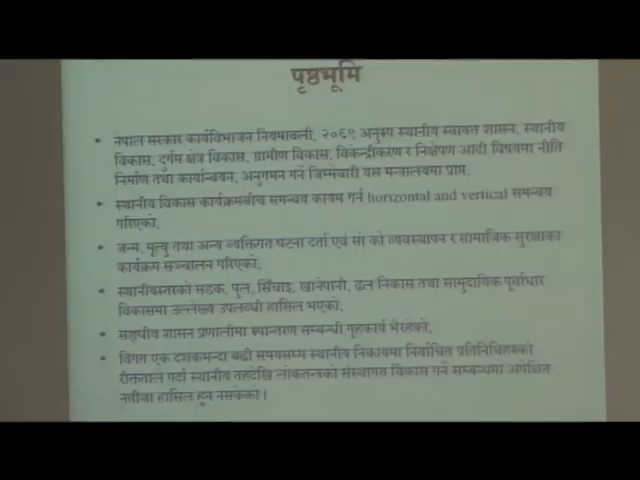 पृष्ठभूमि
• नेपाल सरकार कार्यविभाजन नियमावली, २०६९ अनुरुप स्थानीय स्वायत्त शासन, स्थानीय
विकास, दुर्गम क्षेत्र विकास, ग्रामीण विकास, विकेन्द्रीकरण र निक्षेपण आदी विषयमा नीति
निर्माण तथा कार्यान्वयन, अनुगमन गर्ने जिम्मेवारी यस मन्त्रालयमा प्राप्त,
• स्थानीय विकास कार्यक्रमबीच समन्वय कायम गर्न horizontal and vertical समन्वय
गरिएको,
• जन्म, मृत्यु तथा अन्य व्यक्तिगत घटना दर्ता एवं सो को व्यवस्थापन र सामाजिक सुरक्षाका
कार्यक्रम सञ्चालन गरिएको,
• स्थानीयस्तरको सडक, पुल, सिँचाइ, खानेपानी, ढल निकास तथा सामुदायिक पूर्वाधार
विकासमा उल्लेख्य उपलब्धी हासिल भएको,
• सङ्घीय शासन प्रणालीमा रुपान्तरण सम्बन्धी गृहकार्य भैरहेको,
• विगत एक दशकभन्दा बढी समयसम्म स्थानीय निकायमा निर्वाचित प्रतिनिधिहरुको
रिक्तताले गर्दा स्थानीय तहदेखि लोकतन्त्रको संस्थागत विकास गर्ने सम्बन्धमा अपेक्षित
नतीजा हासिल हुन नसकेको ।